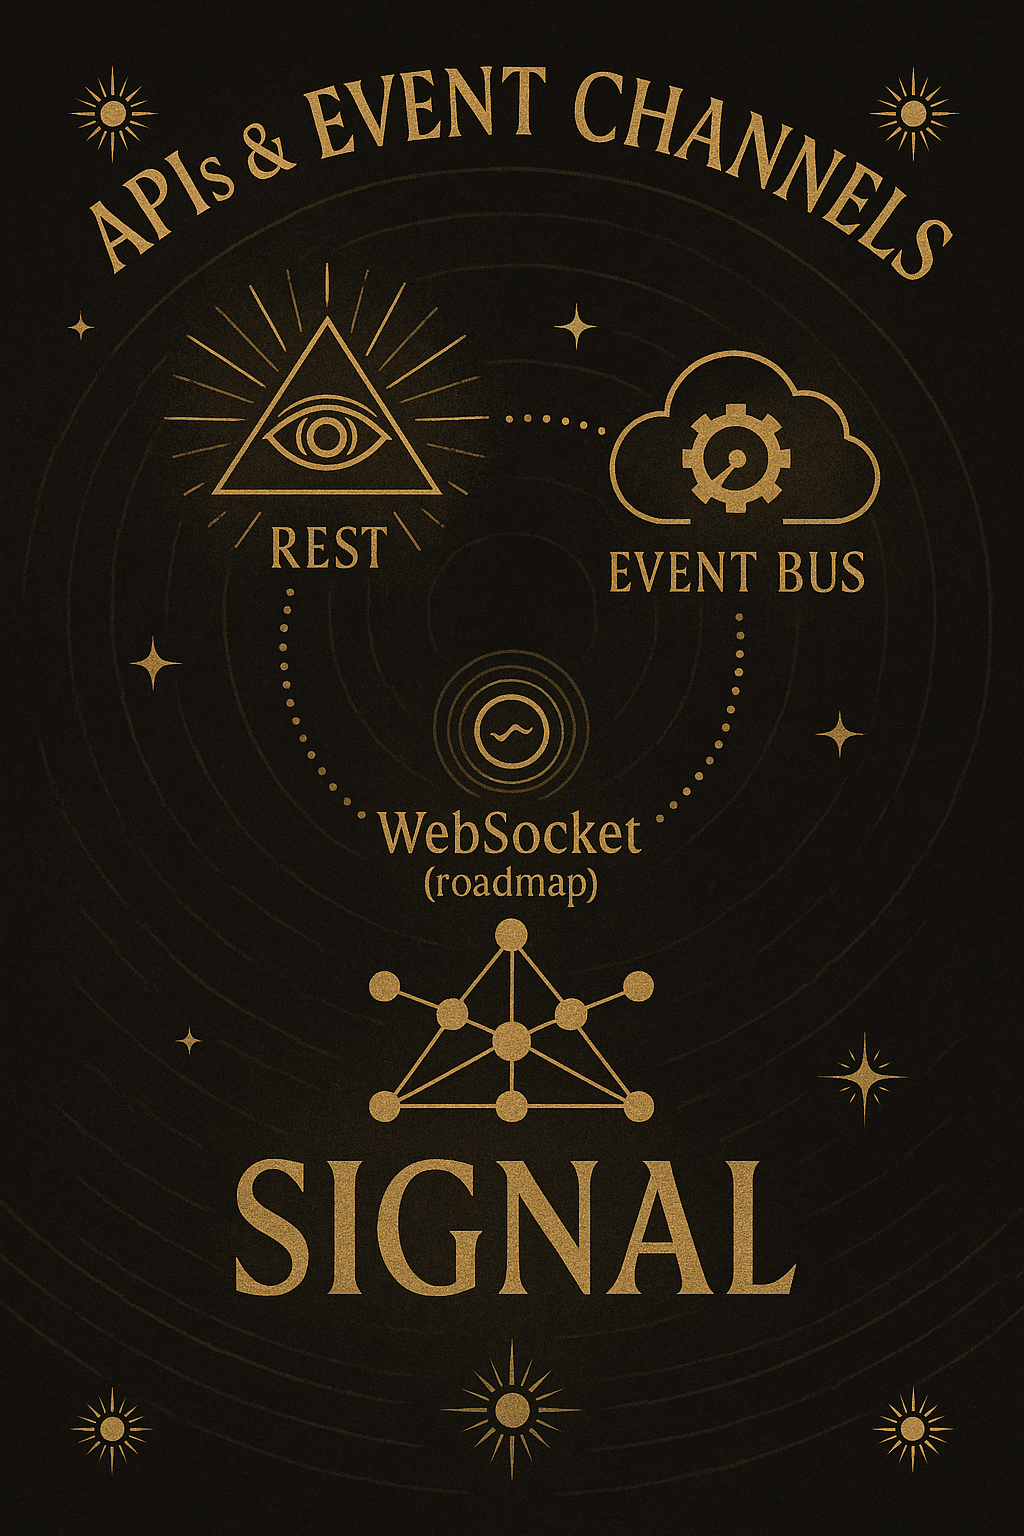 APIs & EVENT CHANNELS
REST
EVENT BUS
WebSocket
(roadmap)
SIGNAL